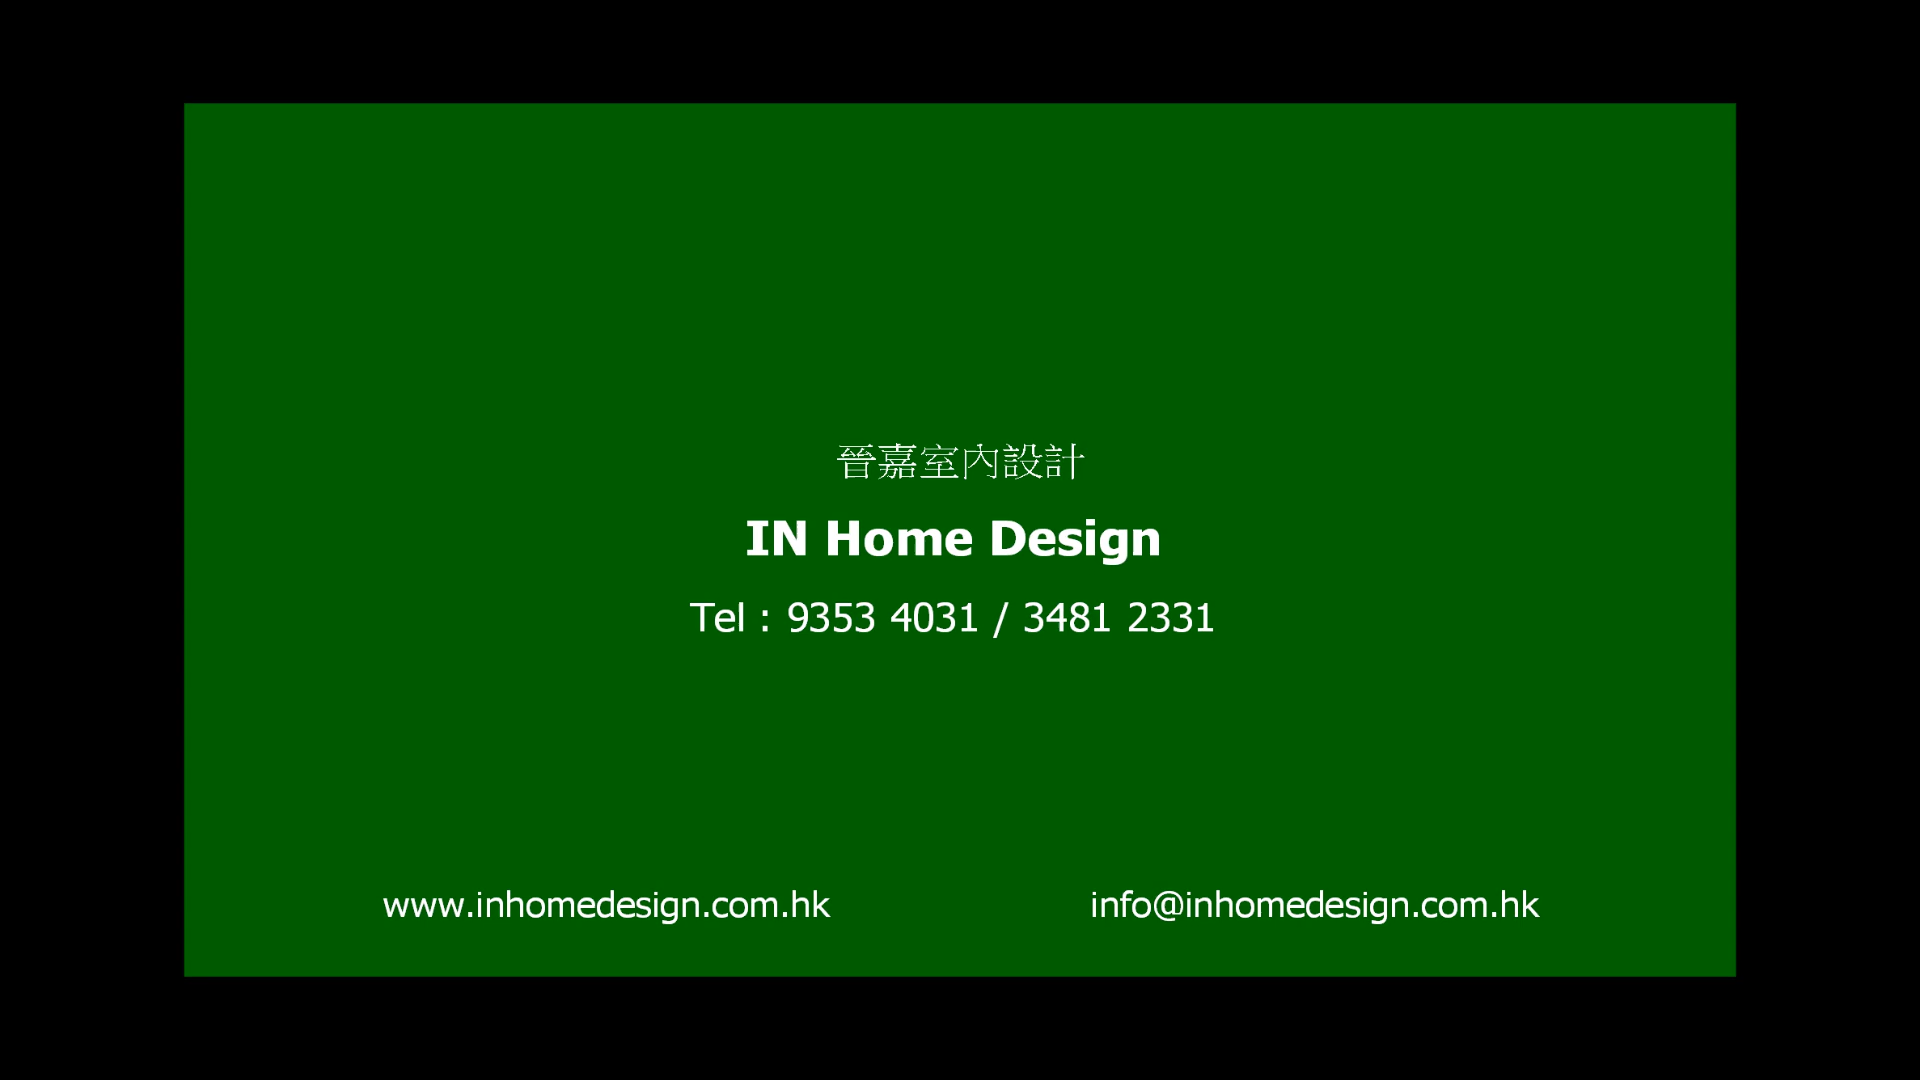 晉嘉室內設計
IN Home Design
Tel : 9353 4031 / 3481 2331
www.inhomedesign.com.hk
info@inhomedesign.com.hk